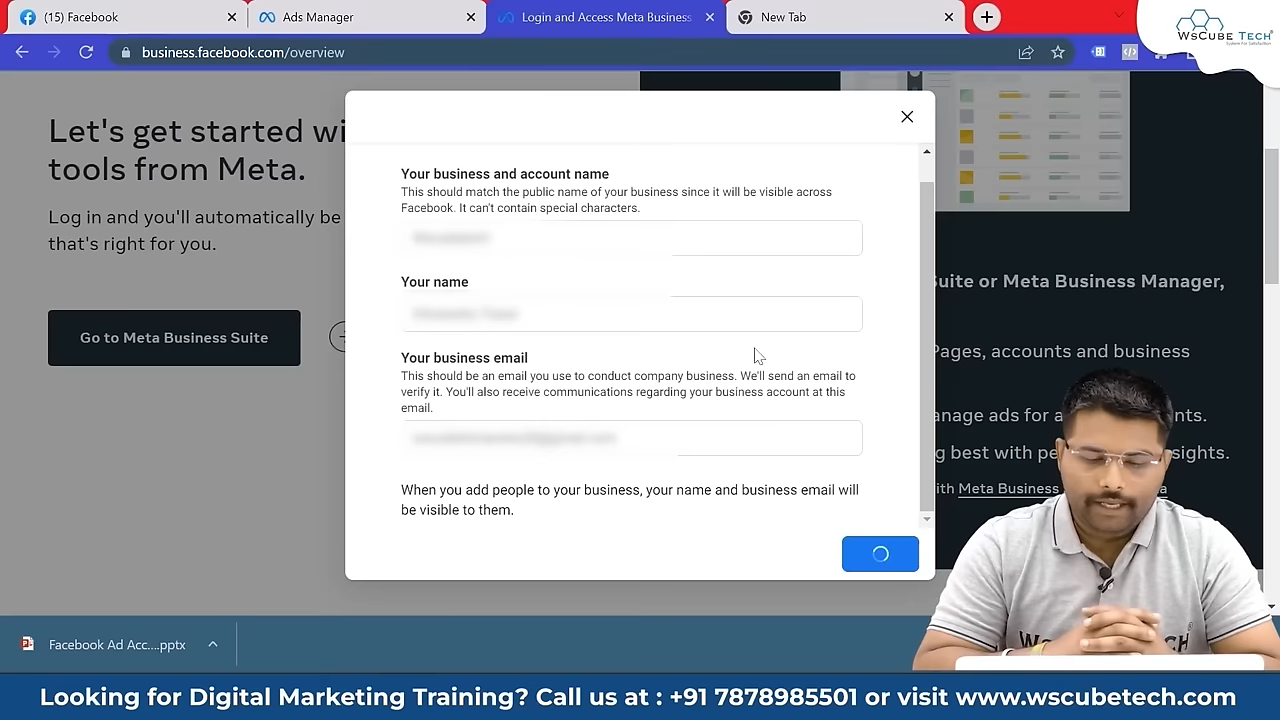 (15) Facebook
Ads Manager
Login and Access Meta Business
New Tab
WsCube Tech
System For Satisfaction
business.facebook.com/overview
Let's get started wi
tools from Meta.
Log in and you'll automatically be
that's right for you.
Go to Meta Business Suite
Your business and account name
This should match the public name of your business since it will be visible across
Facebook. It can't contain special characters.
Your name
Your business email
This should be an email you use to conduct company business. We'll send an email to
verify it. You'll also receive communications regarding your business account at this
email.
When you add people to your business, your name and business email will
be visible to them.
uite or Meta Business Manager,
Pages, accounts and business
anage ads for a nts.
g best with pe sights.
ith Meta Business a
Facebook Ad Acc....pptx
Looking for Digital Marketing Training? Call us at : +91 7878985501 or visit www.wscubetech.com